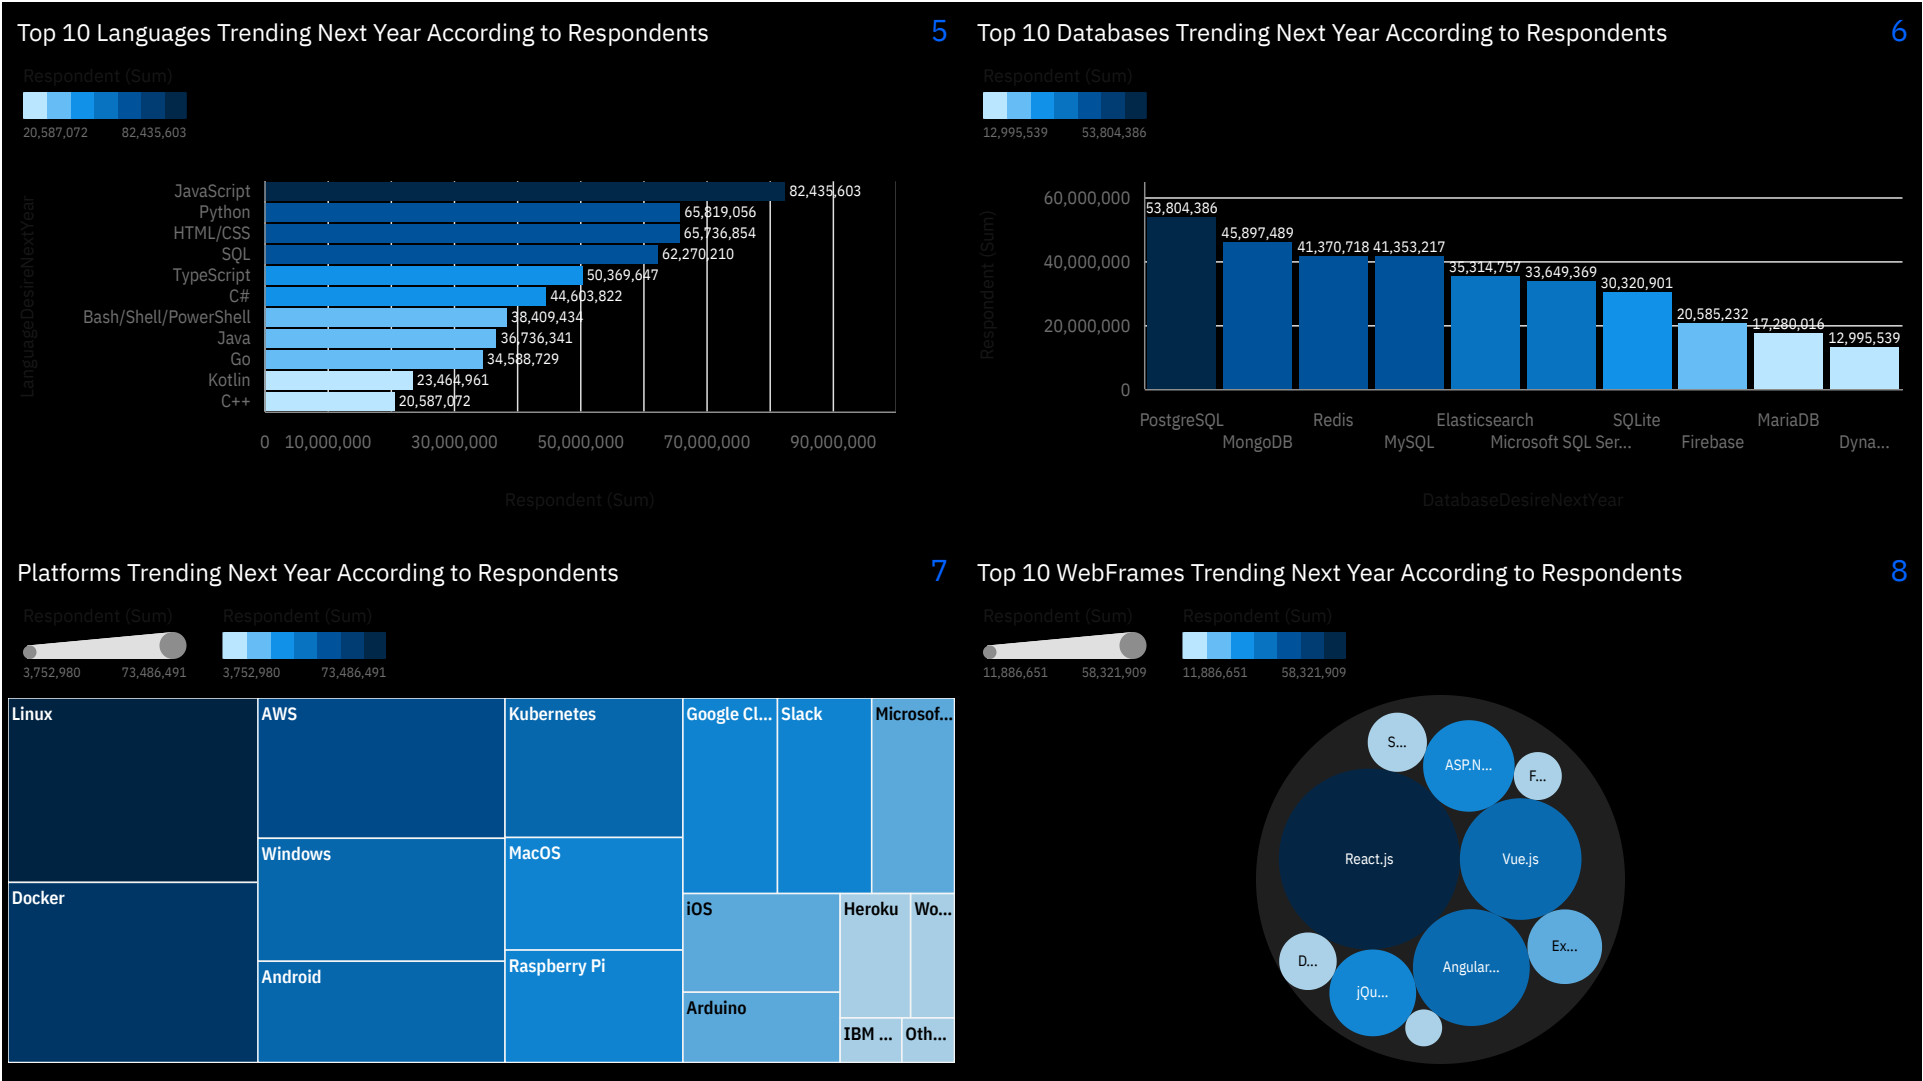 Top 10 Languages Trending Next Year According to Respondents
5
Respondent (Sum)
20,587,072 82,435,603
LanguageDesireNextYear
JavaScript 82,435,603
Python 65,819,056
HTML/CSS 65,736,854
SQL 62,270,210
TypeScript 50,369,647
C# 44,603,822
Bash/Shell/PowerShell 38,409,434
Java 36,736,341
Go 34,588,729
Kotlin 23,464,961
C++ 20,587,072
0 10,000,000 30,000,000 50,000,000 70,000,000 90,000,000
Respondent (Sum)
Top 10 Databases Trending Next Year According to Respondents
6
Respondent (Sum)
12,995,539 53,804,386
Respondent (Sum)
60,000,000
40,000,000
20,000,000
0
53,804,386
45,897,489
41,370,718 41,353,217
35,314,757
33,649,369
30,320,901
20,585,232
17,280,016
12,995,539
PostgreSQL Redis Elasticsearch SQLite MariaDB
MongoDB MySQL Microsoft SQL Ser... Firebase Dyna...
DatabaseDesireNextYear
Platforms Trending Next Year According to Respondents
7
Respondent (Sum) Respondent (Sum)
3,752,980 73,486,491 3,752,980 73,486,491
Linux
Docker
AWS
Windows
Android
Kubernetes
MacOS
Raspberry Pi
Google Cl...
Slack
Microsof...
iOS
Arduino
Heroku
Wo...
IBM ...
Oth...
Top 10 WebFrames Trending Next Year According to Respondents
8
Respondent (Sum) Respondent (Sum)
11,886,651 58,321,909 11,886,651 58,321,909
S...
ASP.N...
F...
React.js
Vue.js
Ex...
D...
Angular...
jQu...